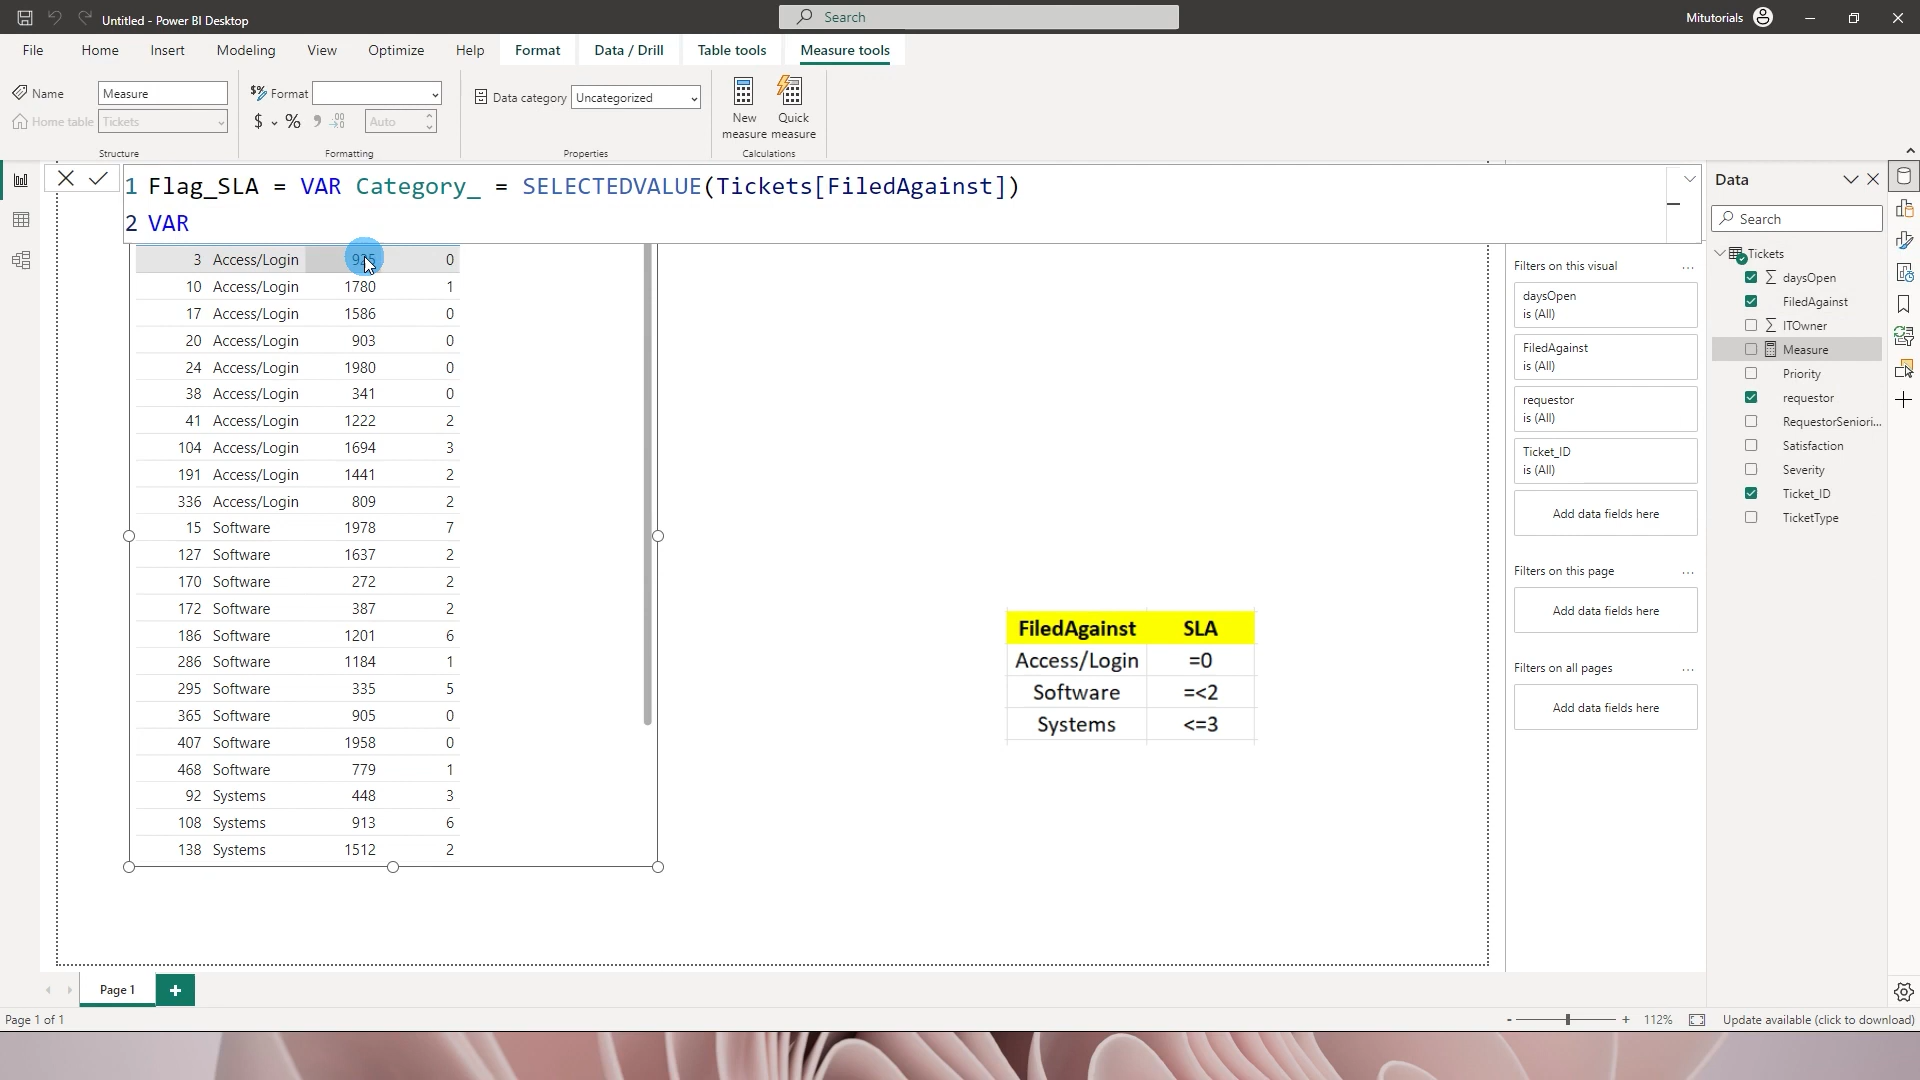 Untitled - Power BI Desktop
Search
Mitutorials
File Home Insert Modeling View Optimize Help Format Data / Drill Table tools Measure tools
Name Measure
Home table Tickets
Structure
$% Format
$ % Auto
Formatting
Data category Uncategorized
Properties
New measure
Quick measure
Calculations
1 Flag_SLA = VAR Category_ = SELECTEDVALUE(Tickets[FiledAgainst])
2 VAR
3 Access/Login 925 0
10 Access/Login 1780 1
17 Access/Login 1586 0
20 Access/Login 903 0
24 Access/Login 1980 0
38 Access/Login 341 0
41 Access/Login 1222 2
104 Access/Login 1694 3
191 Access/Login 1441 2
336 Access/Login 809 2
15 Software 1978 7
127 Software 1637 2
170 Software 272 2
172 Software 387 2
186 Software 1201 6
286 Software 1184 1
295 Software 335 5
365 Software 905 0
407 Software 1958 0
468 Software 779 1
92 Systems 448 3
108 Systems 913 6
138 Systems 1512 2
FiledAgainst SLA
Access/Login =0
Software =<2
Systems <=3
Filters on this visual ...
daysOpen
is (All)
FiledAgainst
is (All)
requestor
is (All)
Ticket_ID
is (All)
Add data fields here
Filters on this page ...
Add data fields here
Filters on all pages ...
Add data fields here
Data
Search
Tickets
daysOpen
FiledAgainst
ITOwner
Measure
Priority
requestor
RequestorSeniori...
Satisfaction
Severity
Ticket_ID
TicketType
Page 1
Page 1 of 1
- + 112%
Update available (click to download)